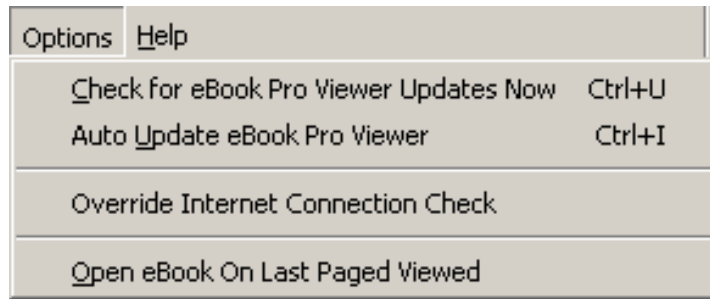 Options Help
Check for eBook Pro Viewer Updates Now Ctrl+U
Auto Update eBook Pro Viewer Ctrl+I
Override Internet Connection Check
Open eBook On Last Paged Viewed